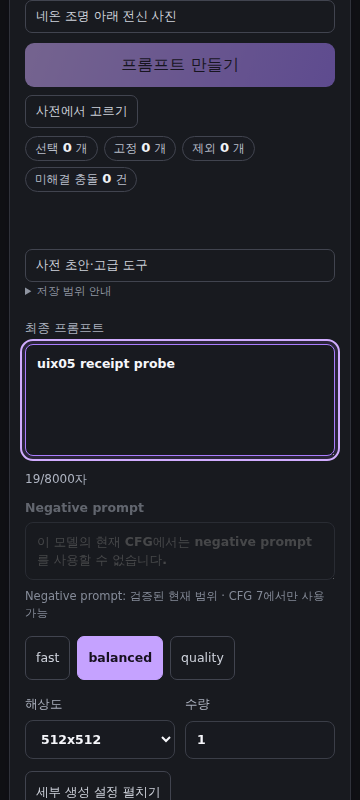 네온 조명 아래 전신 사진
프롬프트 만들기
사전에서 고르기
선택 0 개
고정 0 개
제외 0 개
미해결 충돌 0 건
사전 초안·고급 도구
▶ 저장 범위 안내
최종 프롬프트
uix05 receipt probe
19/8000자
Negative prompt
이 모델의 현재 CFG에서는 negative prompt
를 사용할 수 없습니다.
Negative prompt: 검증된 현재 범위 · CFG 7에서만 사용
가능
fast
balanced
quality
해상도
수량
512x512
1
세부 생성 설정 펼치기